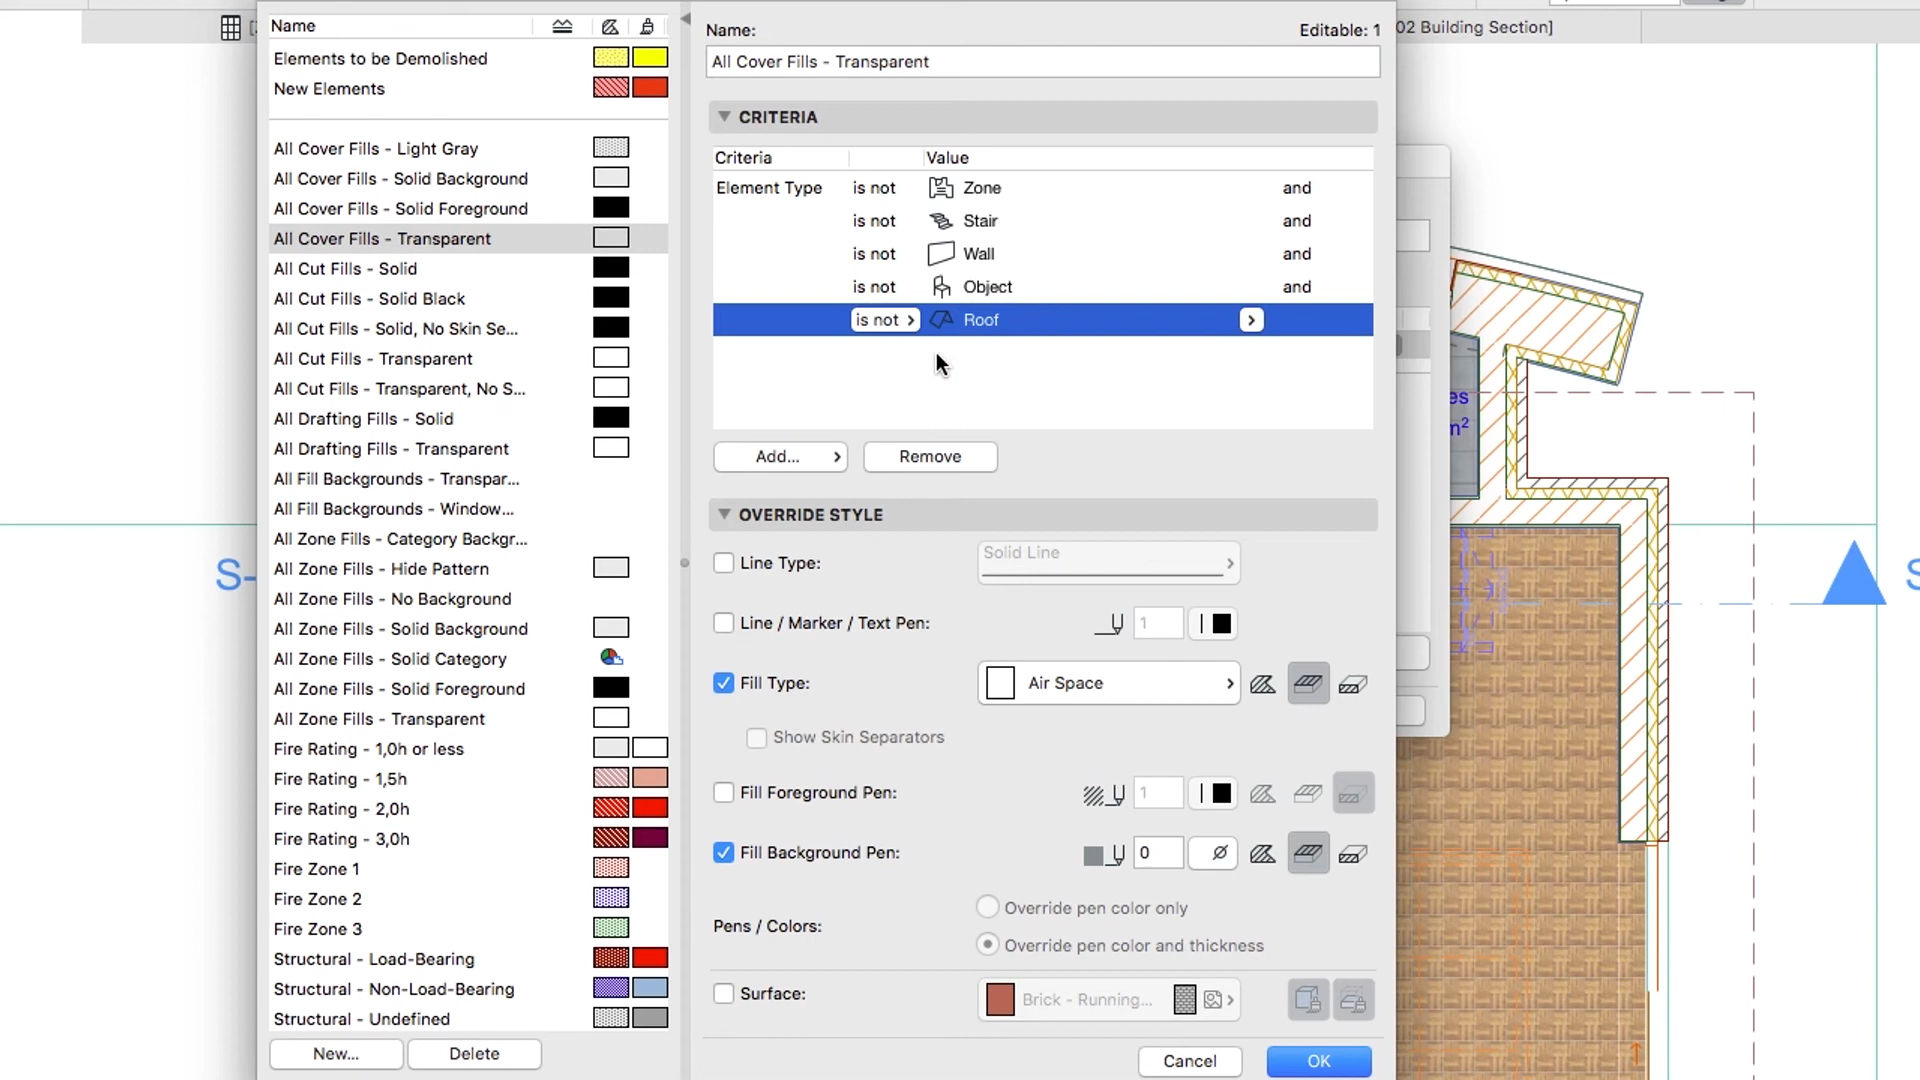 Name
Elements to be Demolished
New Elements
All Cover Fills - Light Gray
All Cover Fills - Solid Background
All Cover Fills - Solid Foreground
All Cover Fills - Transparent
All Cut Fills - Solid
All Cut Fills - Solid Black
All Cut Fills - Solid, No Skin Se...
All Cut Fills - Transparent
All Cut Fills - Transparent, No S...
All Drafting Fills - Solid
All Drafting Fills - Transparent
All Fill Backgrounds - Transpar...
All Fill Backgrounds - Window...
All Zone Fills - Category Backgr...
All Zone Fills - Hide Pattern
All Zone Fills - No Background
All Zone Fills - Solid Background
All Zone Fills - Solid Category
All Zone Fills - Solid Foreground
All Zone Fills - Transparent
Fire Rating - 1,0h or less
Fire Rating - 1,5h
Fire Rating - 2,0h
Fire Rating - 3,0h
Fire Zone 1
Fire Zone 2
Fire Zone 3
Structural - Load-Bearing
Structural - Non-Load-Bearing
Structural - Undefined
New... Delete
Name: Editable: 1
All Cover Fills - Transparent
CRITERIA
Criteria Value
Element Type is not Zone and
is not Stair and
is not Wall and
is not Object and
is not Roof
Add... Remove
OVERRIDE STYLE
Line Type: Solid Line
Line / Marker / Text Pen: 1
Fill Type: Air Space
Show Skin Separators
Fill Foreground Pen: 1
Fill Background Pen: 0
Pens / Colors:
Override pen color only
Override pen color and thickness
Surface: Brick - Running...
Cancel OK
02 Building Section]
es
m²
S-
S